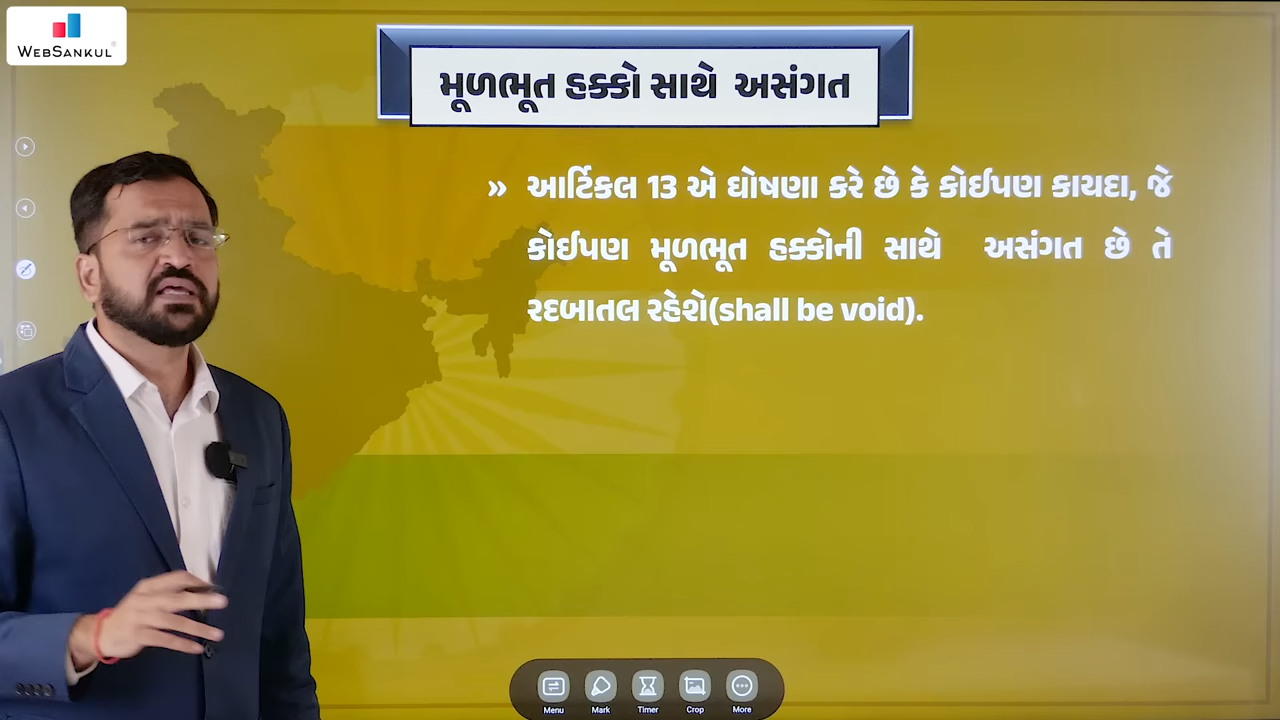 WEBSANKUL
મૂળભૂત હક્કો સાથે અસંગત
» આર્ટિકલ 13 એ ઘોષણા કરે છે કે કોઈપણ કાયદા, જે
કોઈપણ મૂળભૂત હક્કોની સાથે અસંગત છે તે
રદબાતલ રહેશે(shall be void).
Menu Mark Timer Crop More